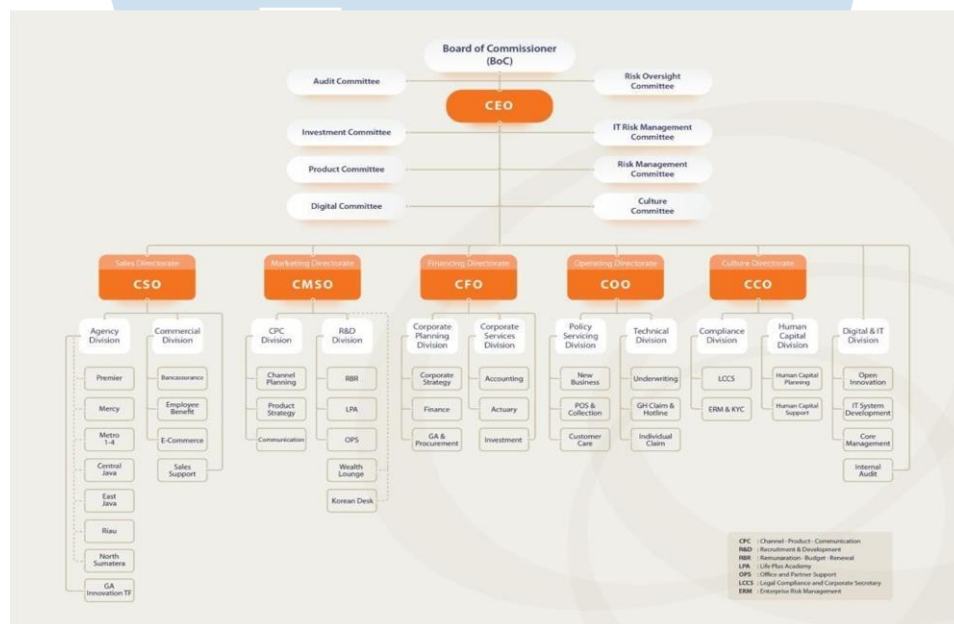 Board of Commissioner
(BoC)
Audit Committee
Risk Oversight
Committee
CEO
Investment Committee
IT Risk Management
Committee
Product Committee
Risk Management
Committee
Digital Committee
Culture
Committee
Sales Directorate
CSO
Marketing Directorate
CMSO
Financing Directorate
CFO
Operating Directorate
COO
Culture Directorate
CCO
Agency
Division
Commercial
Division
CPC
Division
R&D
Division
Corporate
Planning
Division
Corporate
Services
Division
Policy
Servicing
Division
Technical
Division
Compliance
Division
Human
Capital
Division
Digital & IT
Division
Premier
Bancassurance
Channel
Planning
RBR
Corporate
Strategy
Accounting
New
Business
Underwriting
LCCS
Human Capital
Planning
Open
Innovation
Mercy
Employee
Benefit
Product
Strategy
LPA
Finance
Actuary
POS &
Collection
GH Claim &
Hotline
ERM & KYC
Human Capital
Support
IT System
Development
Metro
1-4
E-Commerce
Communication
OPS
GA &
Procurement
Investment
Customer
Care
Individual
Claim
Core
Management
Central
Java
Sales
Support
Wealth
Lounge
Internal
Audit
East
Java
Korean Desk
Riau
North
Sumatera
GA
Innovation TF
CPC : Channel - Product - Communication
R&D : Recruitment & Development
RBR : Remunaration - Budget - Renewal
LPA : Life Plus Academy
OPS : Office and Partner Support
LCCS : Legal Compliance and Corporate Secretary
ERM : Enterprise Risk Management